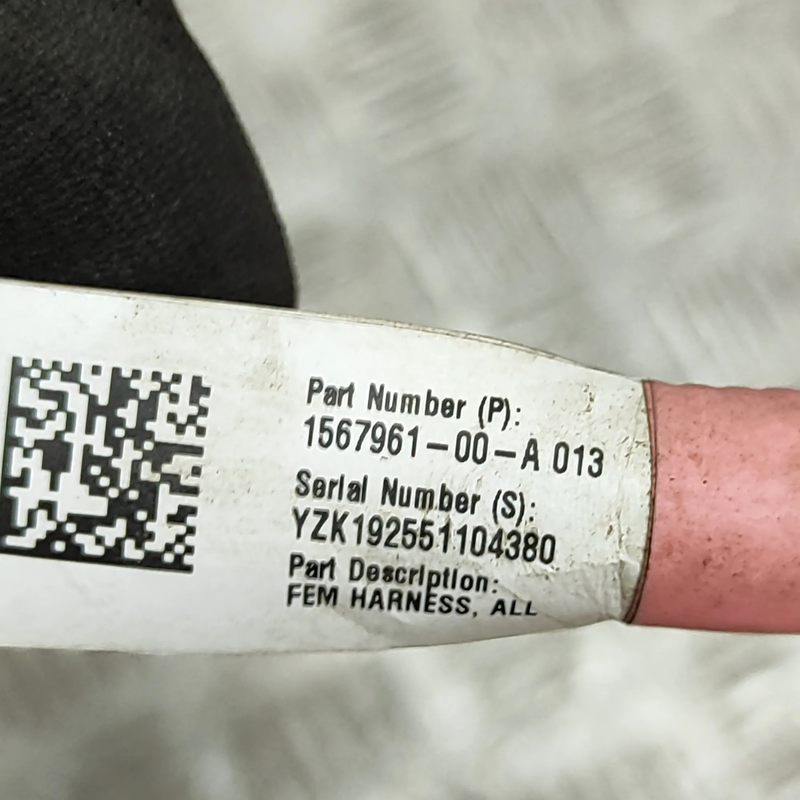 Part Number (P):
1567961-00-A 013
Serial Number (S):
YZK192551104380
Part Description:
FEM HARNESS, ALL